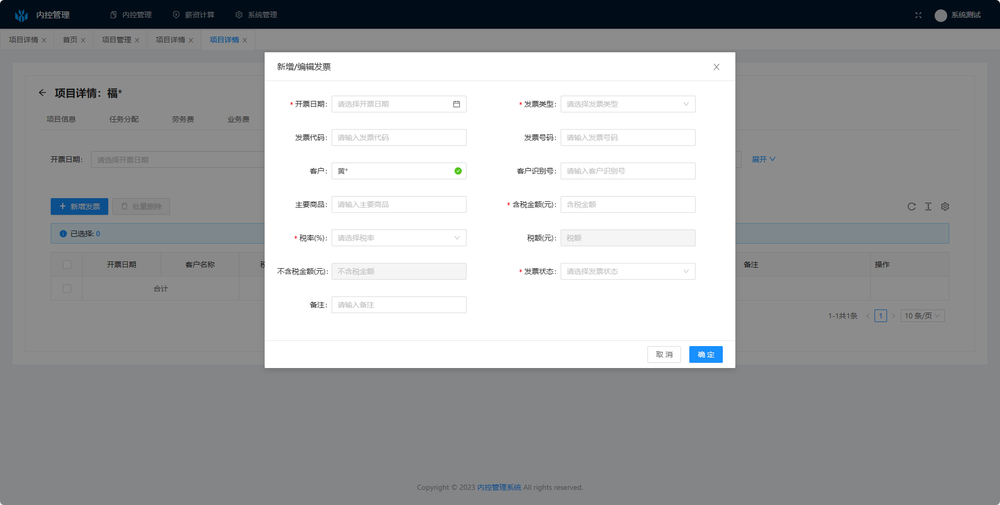 内控管理 内控管理 薪资计算 系统管理 系统测试
项目详情 首页 项目管理 项目详情 项目详情
新增/编辑发票
项目详情：福*
项目信息 任务分配 劳务费 业务费
* 开票日期: 请选择开票日期 * 发票类型: 请选择发票类型
发票代码: 请输入发票代码 发票号码: 请输入发票号码
开票日期: 请选择开票日期 展开
客户: 黄* 客户识别号: 请输入客户识别号
主要商品: 请输入主要商品 * 含税金额(元): 含税金额
新增发票 批量删除
已选择: 0
* 税率(%): 请选择税率 税额(元): 税额
开票日期 客户名称 备注 操作
不含税金额(元): 不含税金额 * 发票状态: 请选择发票状态
合计
备注: 请输入备注
1-1共1条 1 10 条/页
取 消 确 定
Copyright © 2023 内控管理系统 All rights reserved.